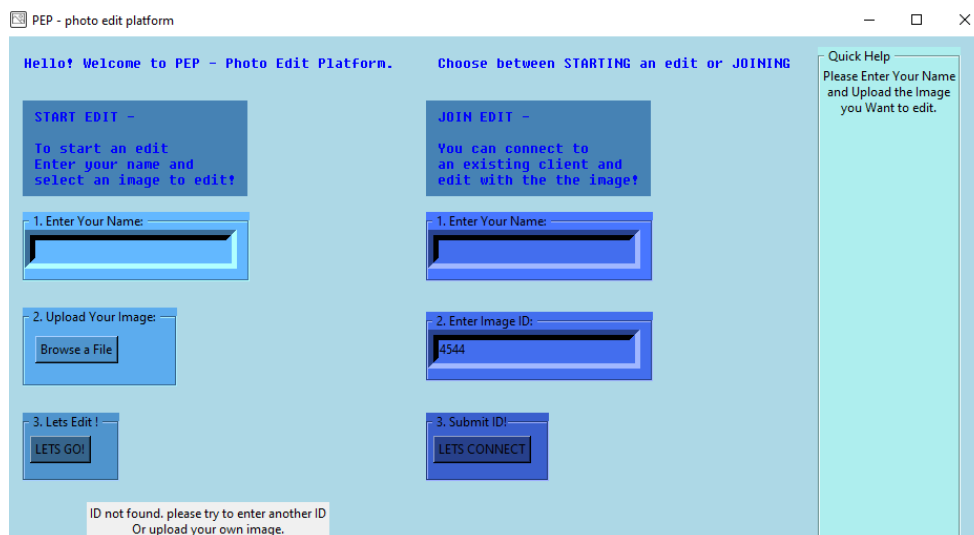 PEP - photo edit platform
Hello! Welcome to PEP - Photo Edit Platform.
Choose between STARTING an edit or JOINING
START EDIT -
To start an edit
Enter your name and
select an image to edit!
1. Enter Your Name:
2. Upload Your Image:
Browse a File
3. Lets Edit !
LETS GO!
ID not found. please try to enter another ID
Or upload your own image.
JOIN EDIT -
You can connect to
an existing client and
edit with the the image!
1. Enter Your Name:
2. Enter Image ID:
4544
3. Submit ID!
LETS CONNECT
Quick Help
Please Enter Your Name
and Upload the Image
you Want to edit.